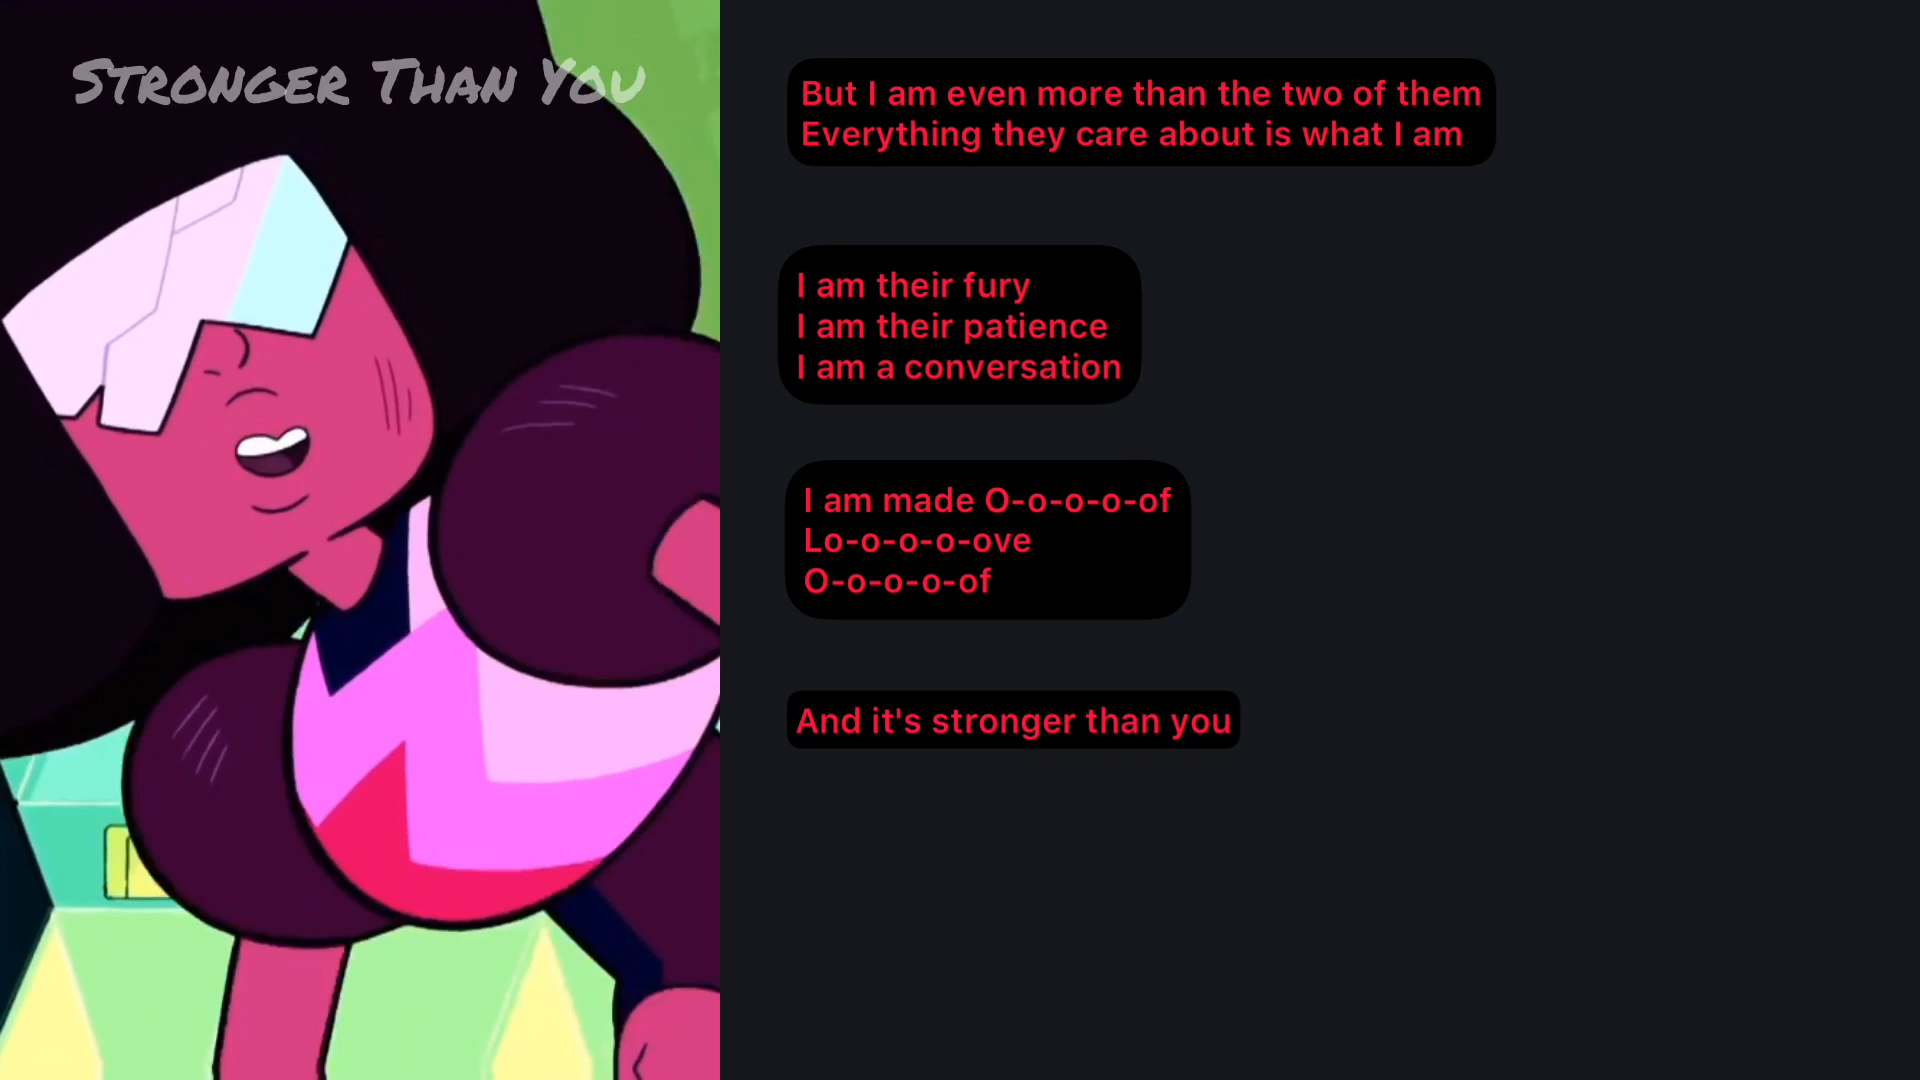 Stronger Than You
But I am even more than the two of them
Everything they care about is what I am
I am their fury
I am their patience
I am a conversation
I am made O-o-o-o-of
Lo-o-o-o-ove
O-o-o-o-of
And it's stronger than you